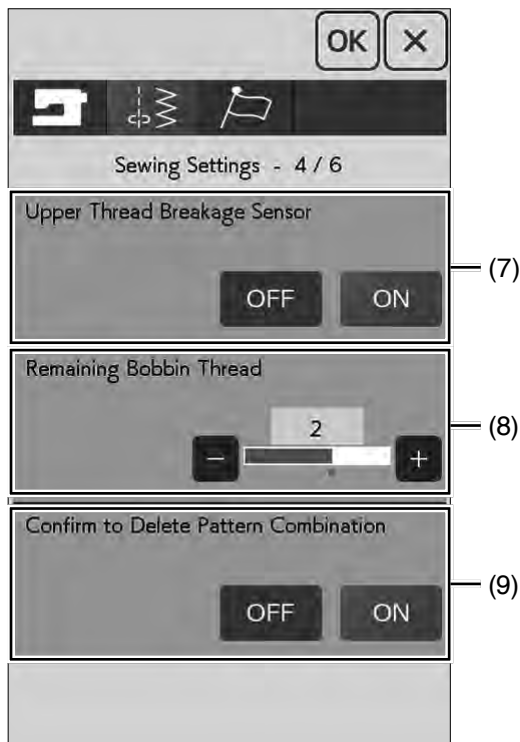 OK ×
Sewing Settings - 4 / 6
Upper Thread Breakage Sensor
OFF ON
(7)
Remaining Bobbin Thread
2
− +
(8)
Confirm to Delete Pattern Combination
OFF ON
(9)